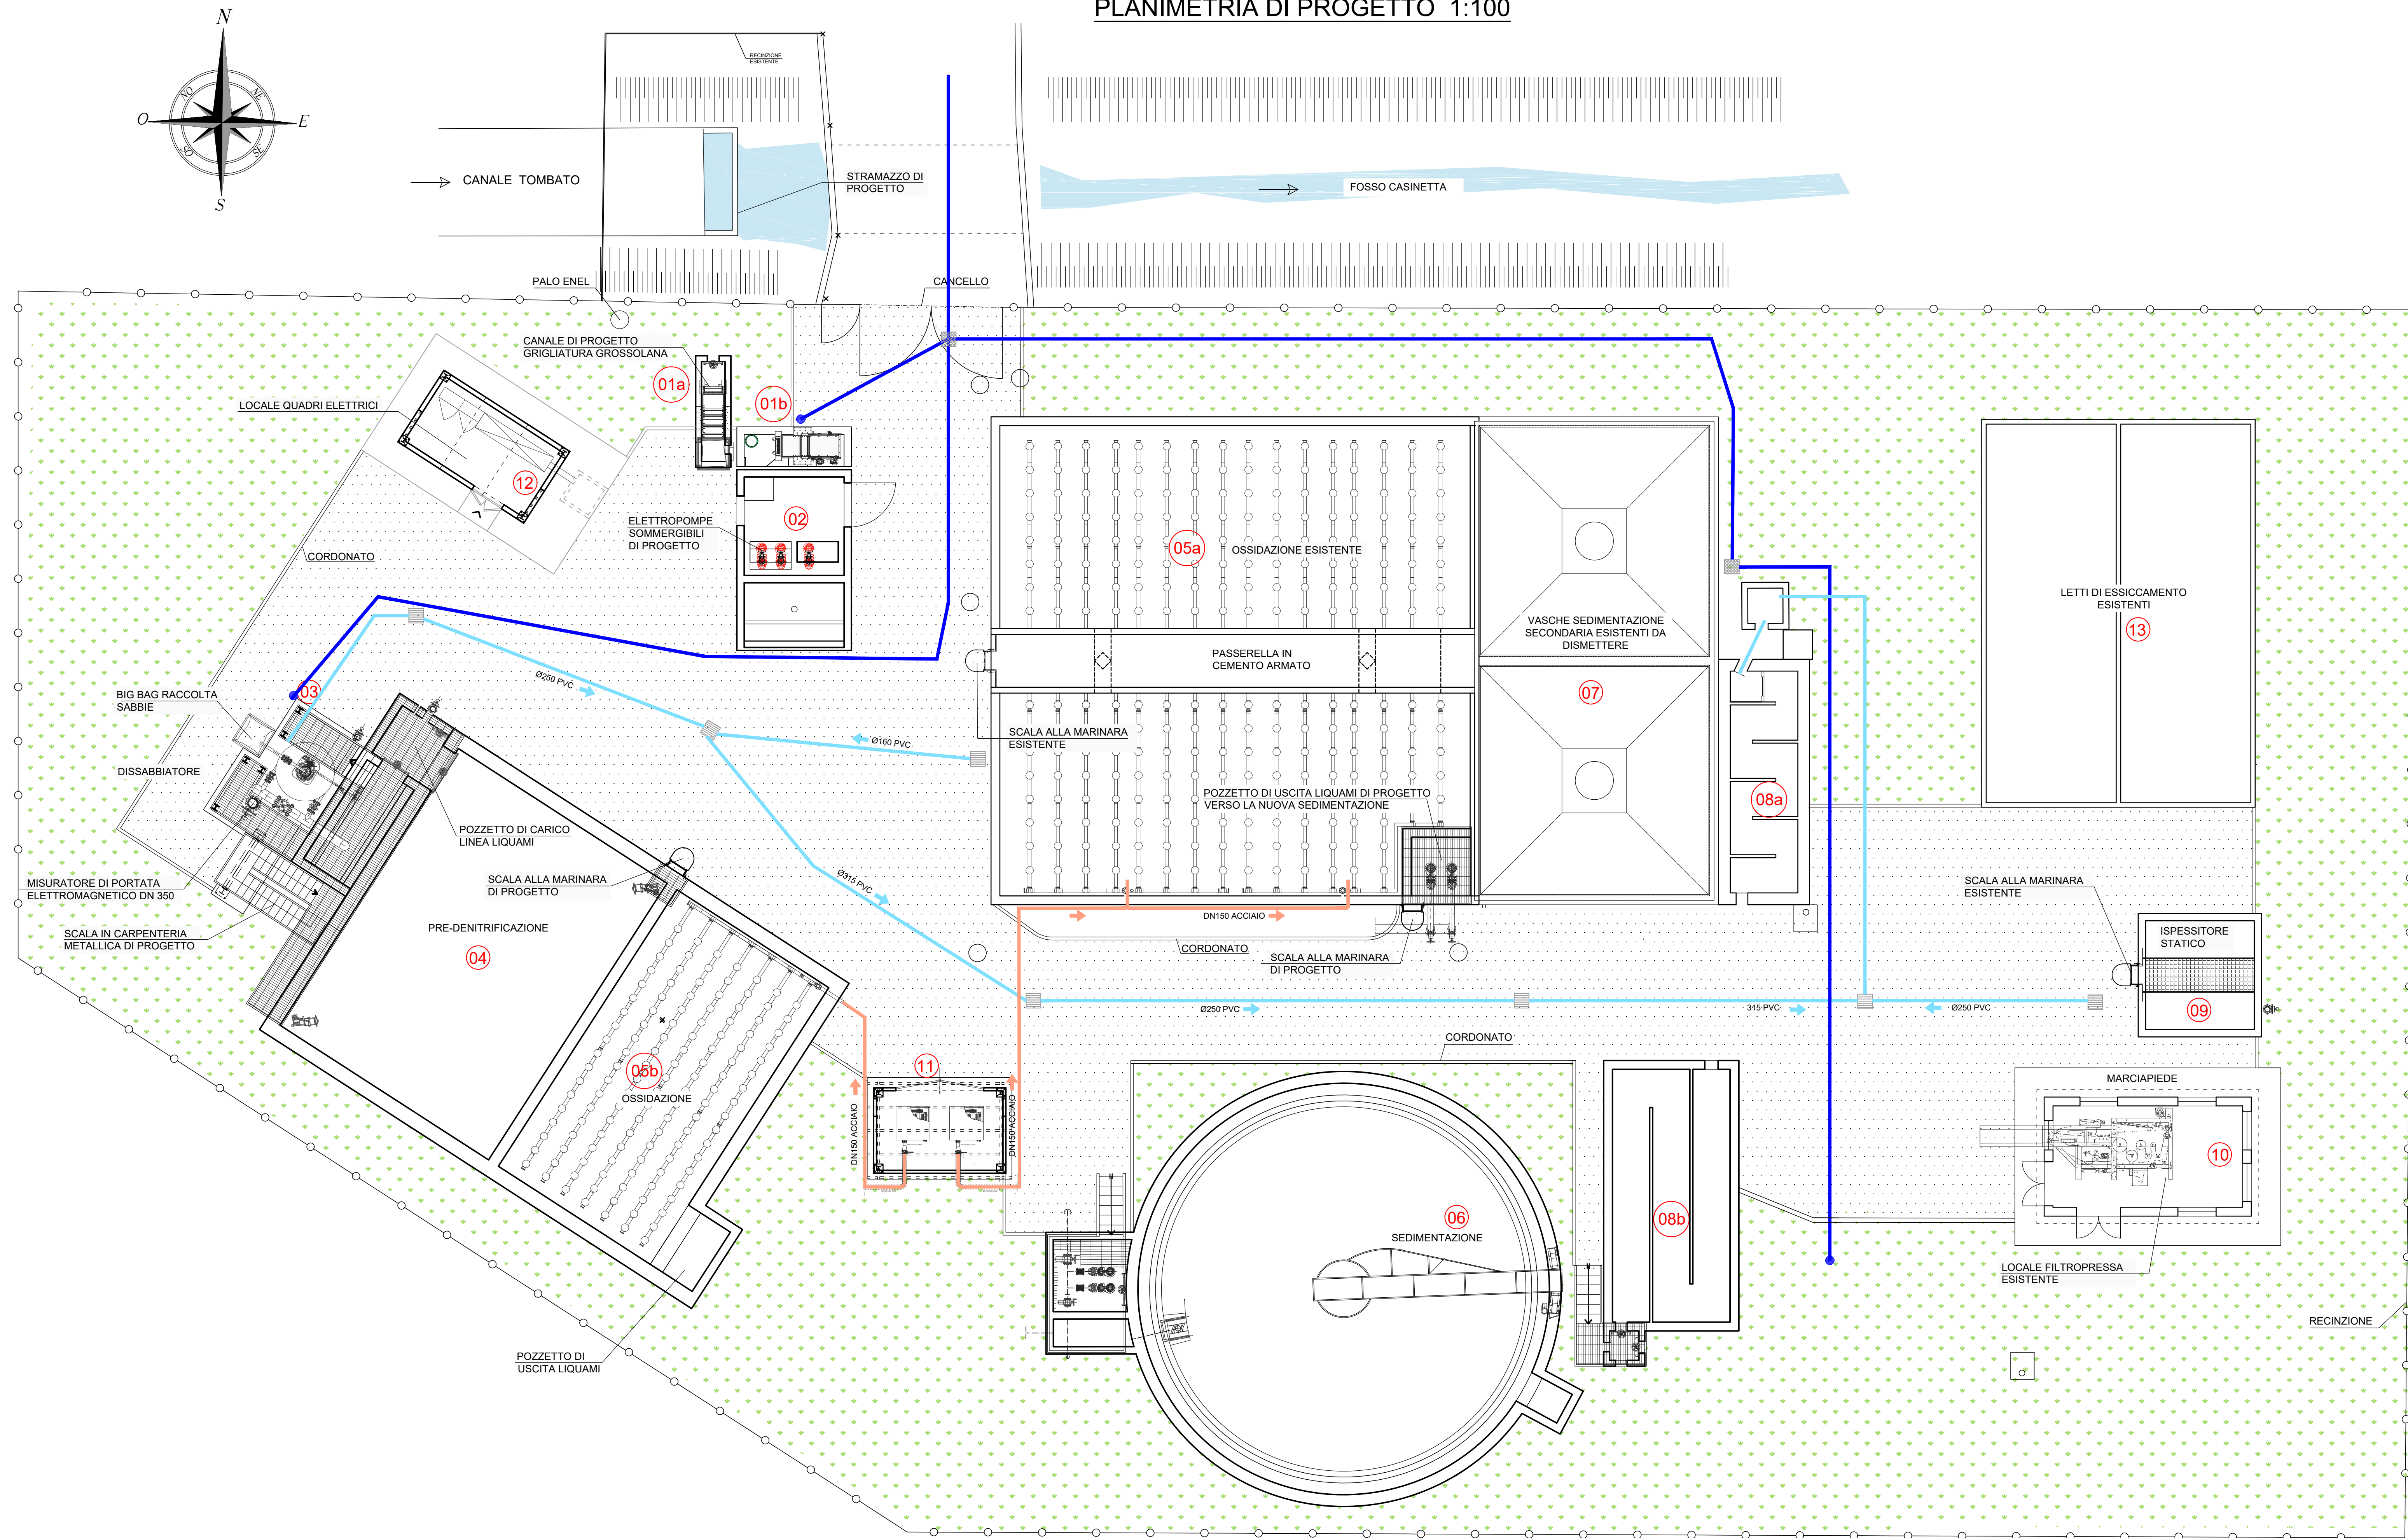 PLANIMETRIA DI PROGETTO 1:100
N
NO
NE
O
E
SO
SE
S
RECINZIONE
ESISTENTE
CANALE TOMBATO
STRAMAZZO DI
PROGETTO
FOSSO CASINETTA
PALO ENEL
CANCELLO
CANALE DI PROGETTO
GRIGLIATURA GROSSOLANA
01a
01b
LOCALE QUADRI ELETTRICI
12
02
ELETTROPOMPE
SOMMERGIBILI
DI PROGETTO
CORDONATO
05a
OSSIDAZIONE ESISTENTE
LETTI DI ESSICCAMENTO
ESISTENTI
13
VASCHE SEDIMENTAZIONE
SECONDARIA ESISTENTI DA
DISMETTERE
07
PASSERELLA IN
CEMENTO ARMATO
Ø250 PVC
03
BIG BAG RACCOLTA
SABBIE
Ø160 PVC
SCALA ALLA MARINARA
ESISTENTE
DISSABBIATORE
POZZETTO DI USCITA LIQUAMI DI PROGETTO
VERSO LA NUOVA SEDIMENTAZIONE
08a
POZZETTO DI CARICO
LINEA LIQUAMI
MISURATORE DI PORTATA
ELETTROMAGNETICO DN 350
SCALA ALLA MARINARA
DI PROGETTO
Ø315 PVC
SCALA ALLA MARINARA
ESISTENTE
DN150 ACCIAIO
SCALA IN CARPENTERIA
METALLICA DI PROGETTO
PRE-DENITRIFICAZIONE
04
CORDONATO
SCALA ALLA MARINARA
DI PROGETTO
ISPESSITORE
STATICO
09
Ø250 PVC
315 PVC
Ø250 PVC
CORDONATO
05b
OSSIDAZIONE
11
DN150 ACCIAIO
DN150 ACCIAIO
MARCIAPIEDE
10
06
SEDIMENTAZIONE
08b
LOCALE FILTROPRESSA
ESISTENTE
RECINZIONE
POZZETTO DI
USCITA LIQUAMI